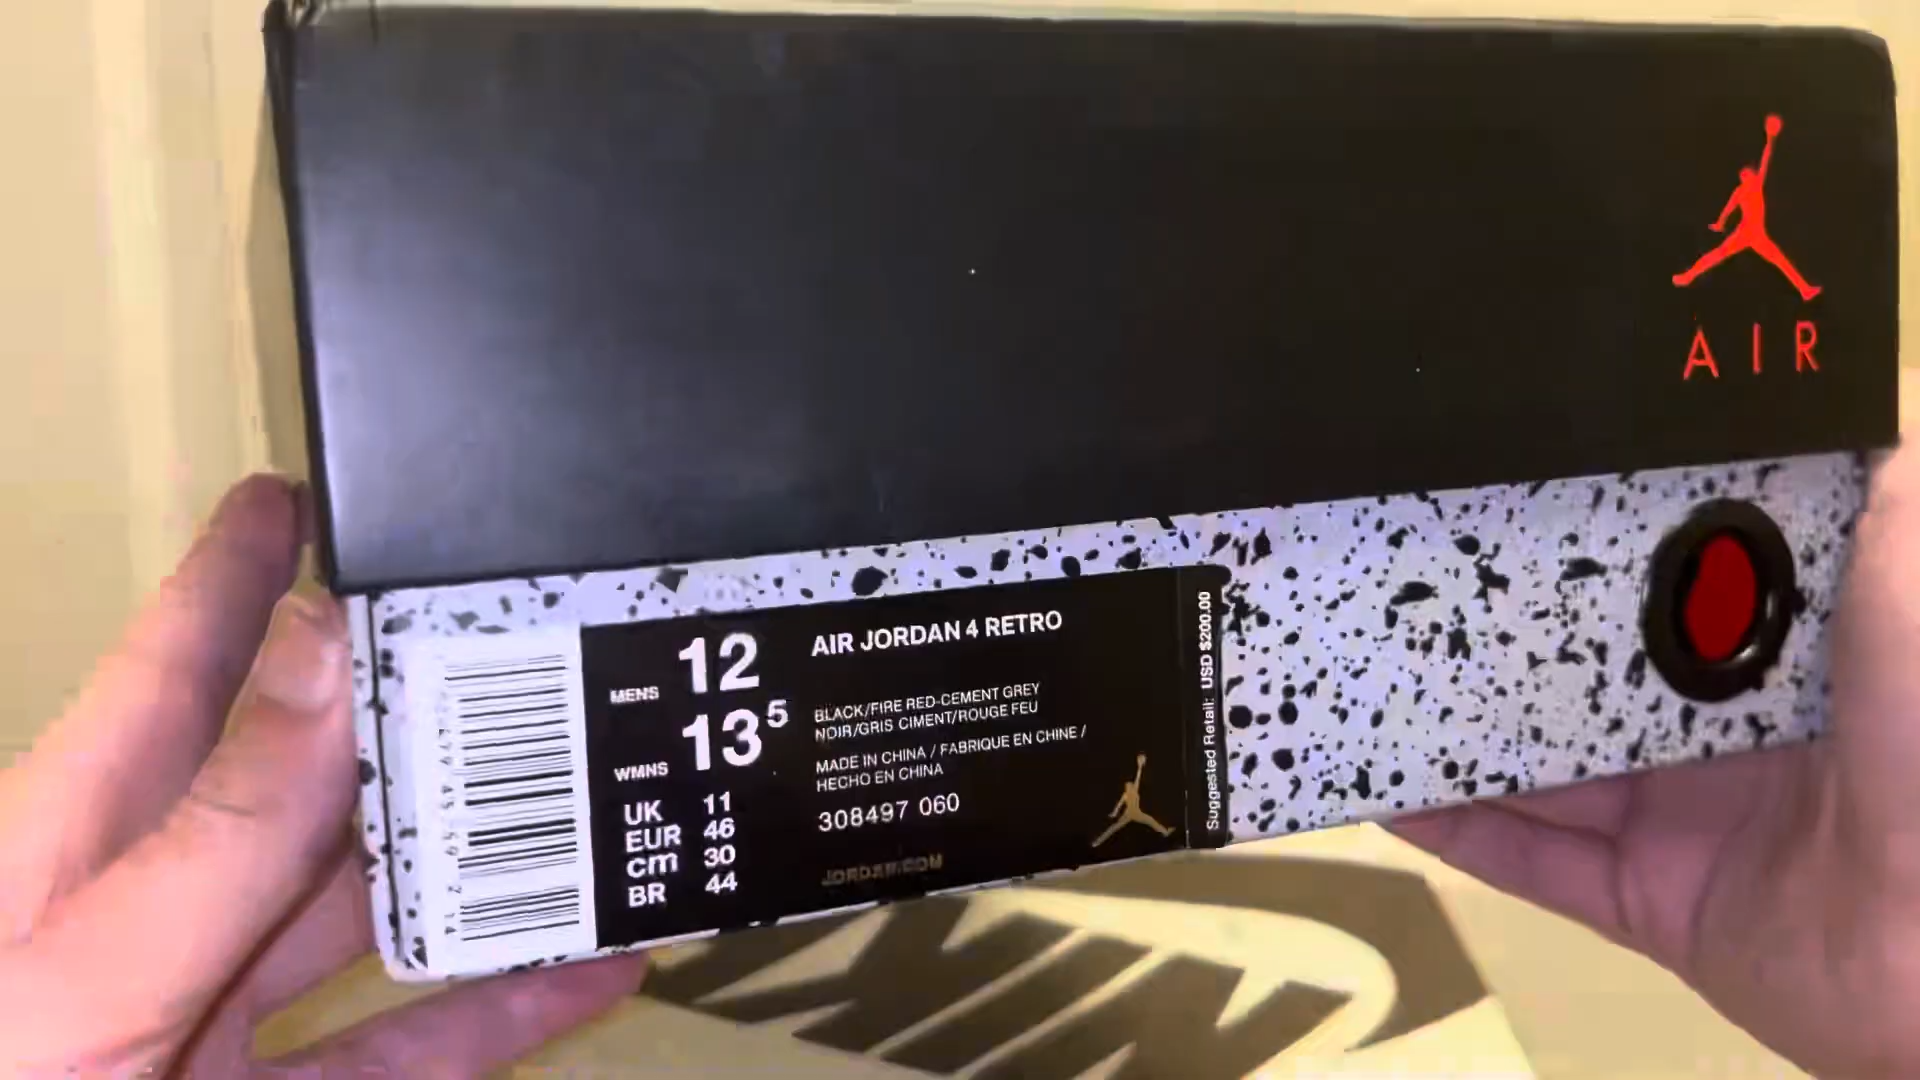 AIR
MENS 12
WMNS 13⁵
UK 11
EUR 46
cm 30
BR 44
AIR JORDAN 4 RETRO
BLACK/FIRE RED-CEMENT GREY
NOIR/GRIS CIMENT/ROUGE FEU
MADE IN CHINA / FABRIQUE EN CHINE /
HECHO EN CHINA
308497 060
JORDAN.COM
Suggested Retail: USD $200.00